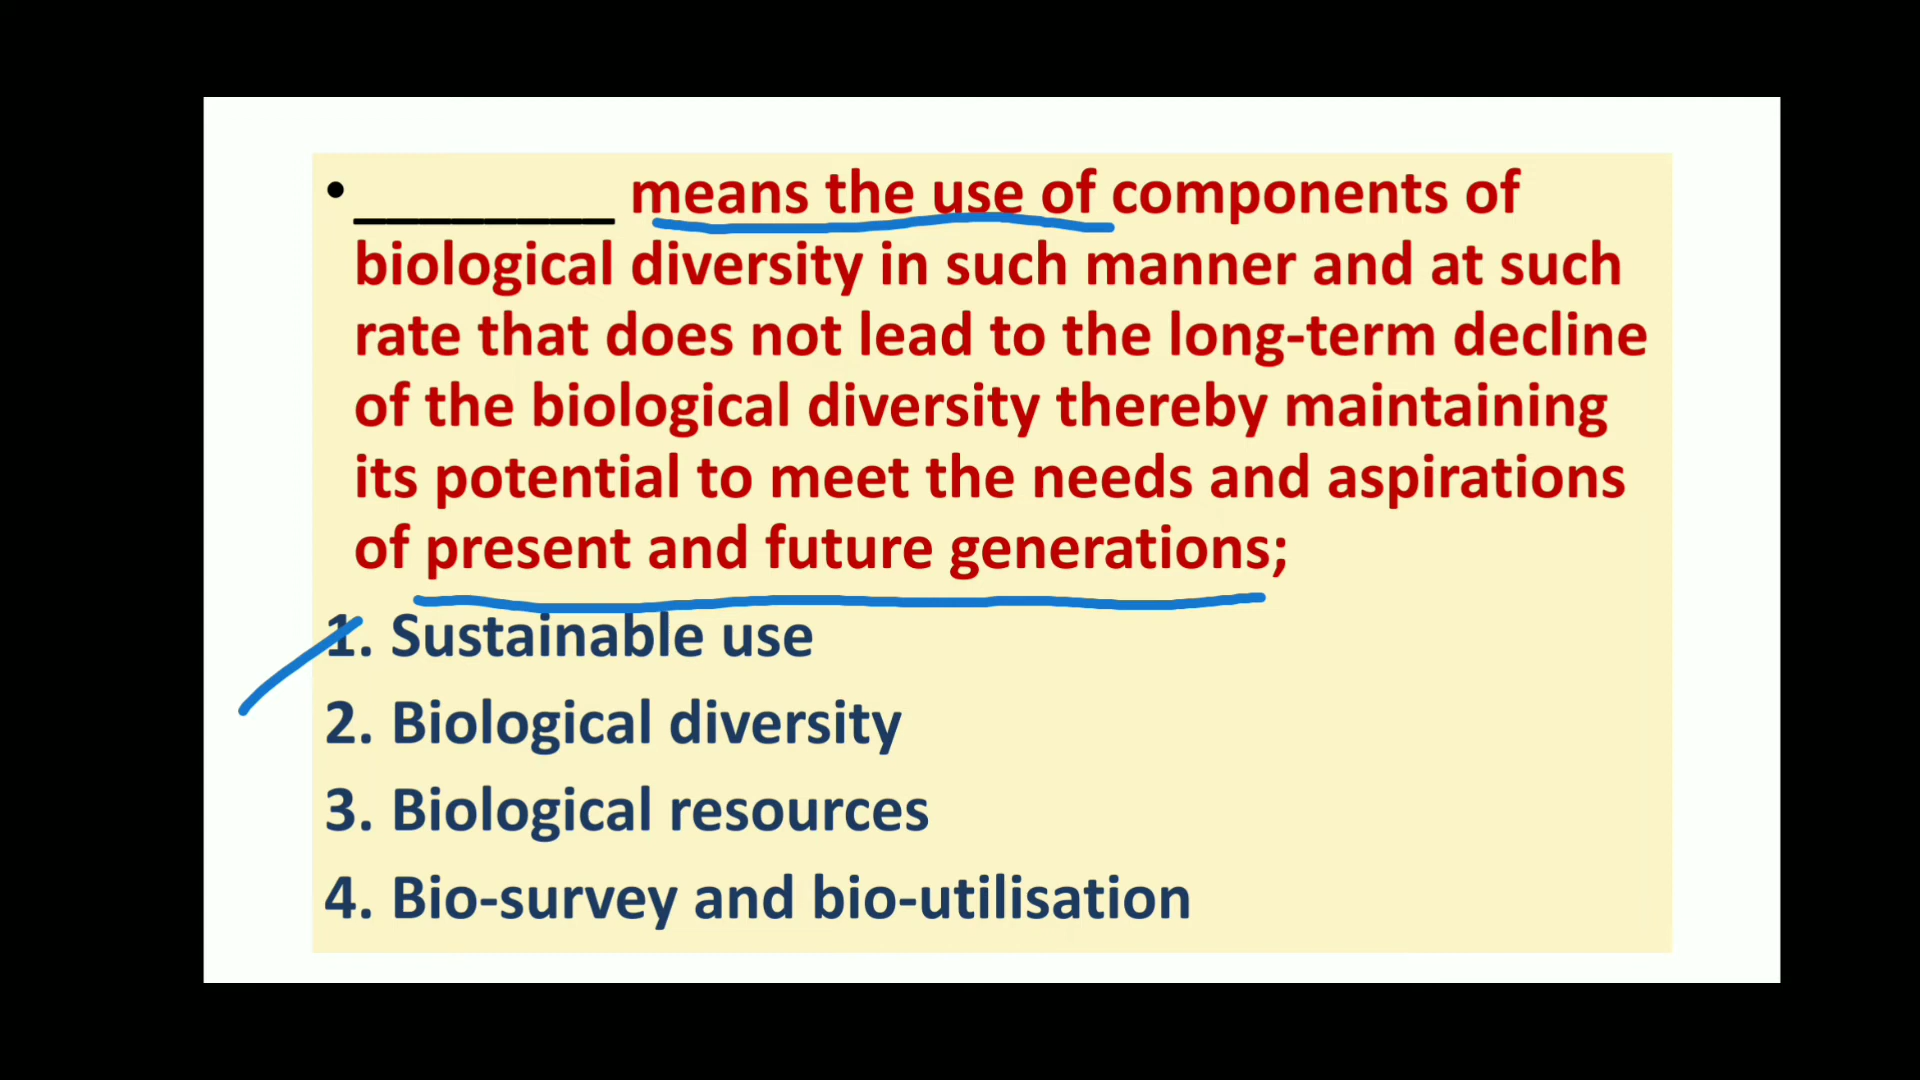 •________ means the use of components of
biological diversity in such manner and at such
rate that does not lead to the long-term decline
of the biological diversity thereby maintaining
its potential to meet the needs and aspirations
of present and future generations;
1. Sustainable use
2. Biological diversity
3. Biological resources
4. Bio-survey and bio-utilisation